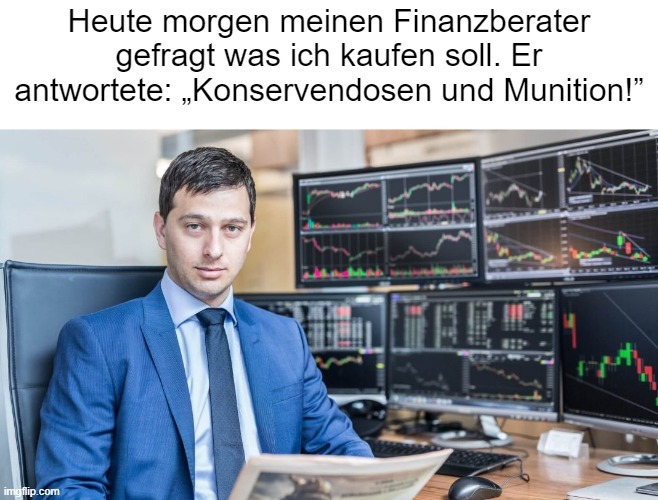 Heute morgen meinen Finanzberater
gefragt was ich kaufen soll. Er
antwortete: „Konservendosen und Munition!”
imgflip.com